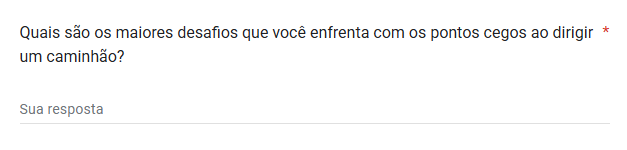 Quais são os maiores desafios que você enfrenta com os pontos cegos ao dirigir *
um caminhão?
Sua resposta